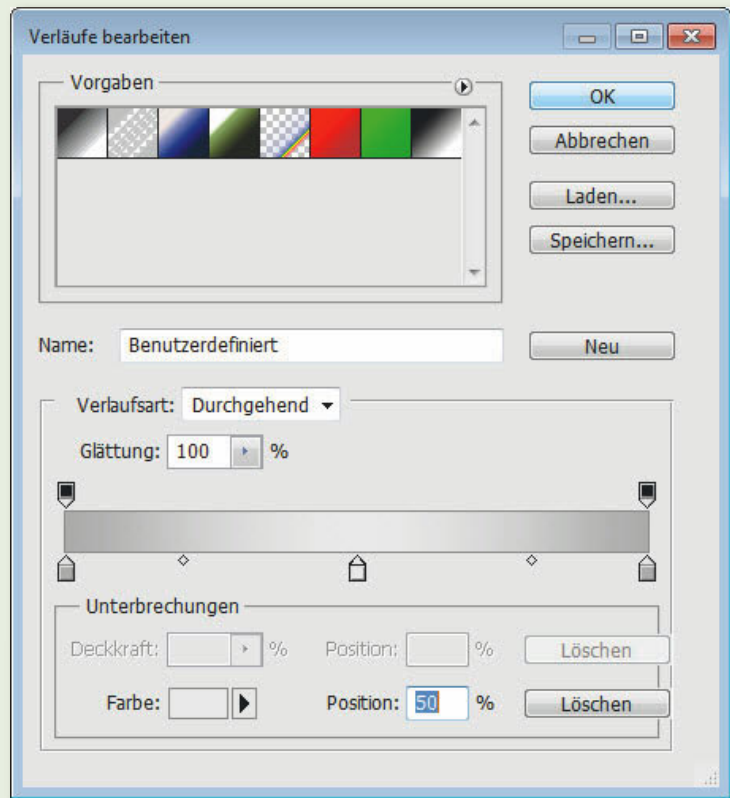 Verläufe bearbeiten
Vorgaben
OK
Abbrechen
Laden...
Speichern...
Name: Benutzerdefiniert
Neu
Verlaufsart: Durchgehend
Glättung: 100 %
Unterbrechungen
Deckkraft: % Position: % Löschen
Farbe: Position: 50 % Löschen